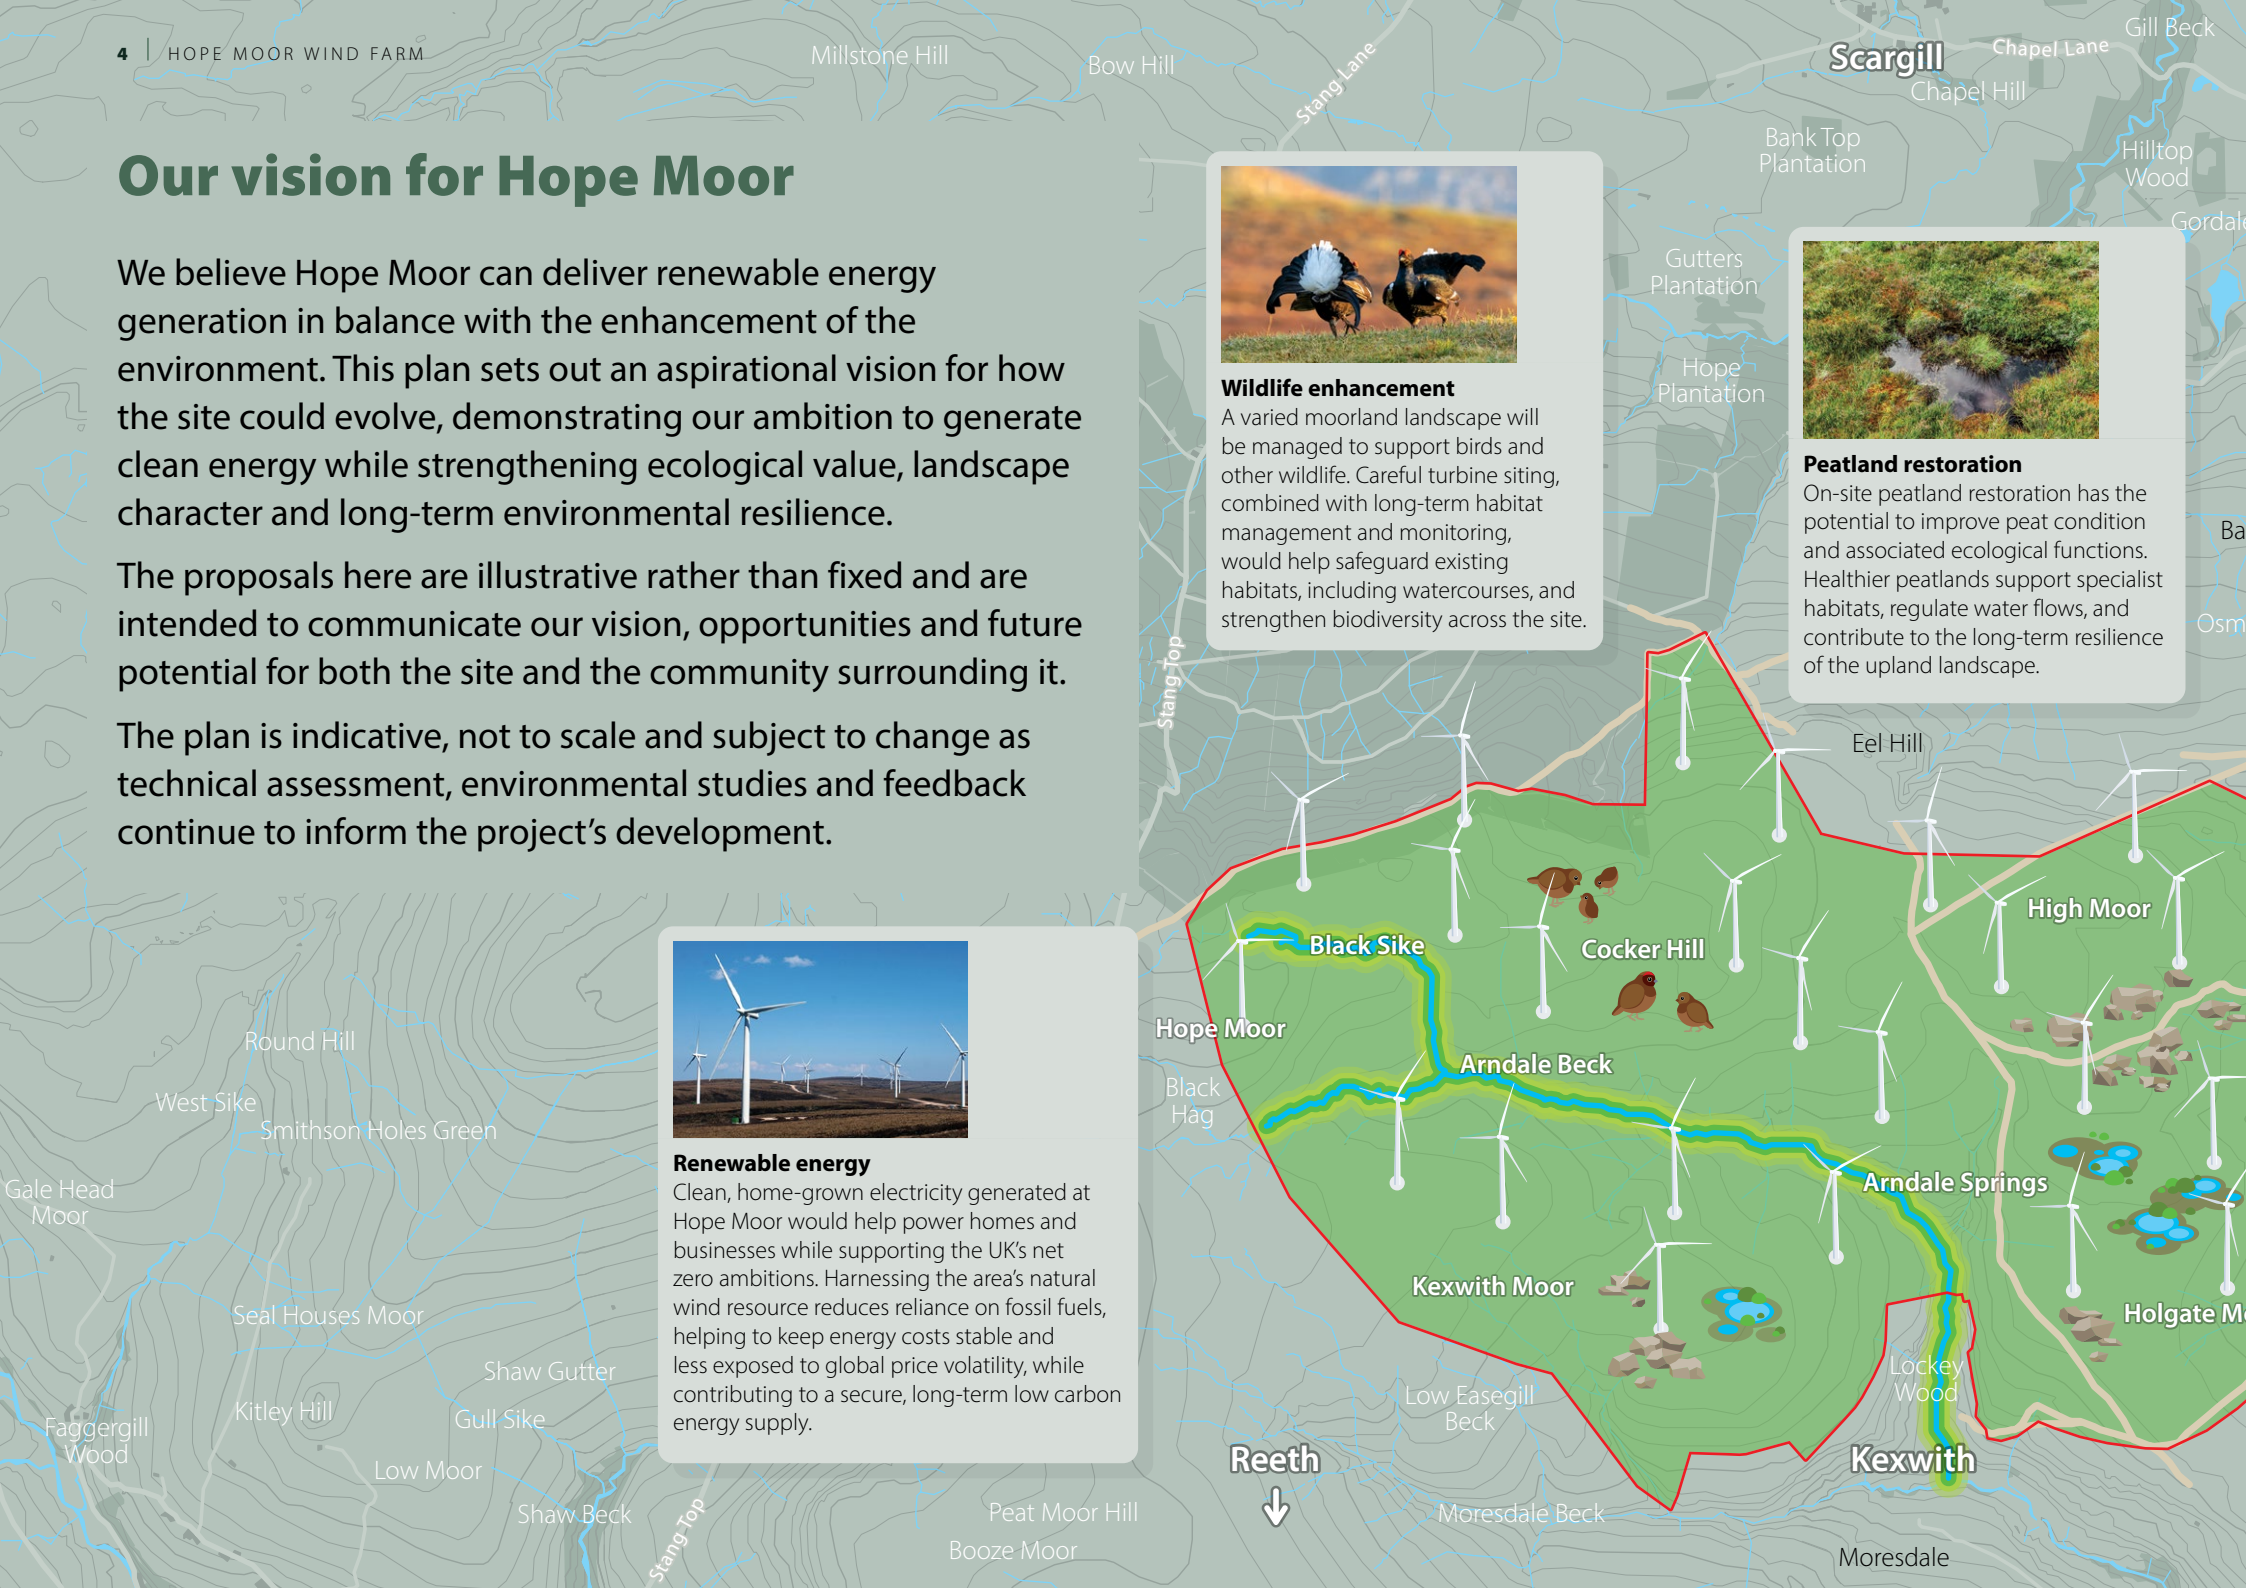 4 | HOPE MOOR WIND FARM
Our vision for Hope Moor
We believe Hope Moor can deliver renewable energy
generation in balance with the enhancement of the
environment. This plan sets out an aspirational vision for how
the site could evolve, demonstrating our ambition to generate
clean energy while strengthening ecological value, landscape
character and long-term environmental resilience.
The proposals here are illustrative rather than fixed and are
intended to communicate our vision, opportunities and future
potential for both the site and the community surrounding it.
The plan is indicative, not to scale and subject to change as
technical assessment, environmental studies and feedback
continue to inform the project’s development.
Wildlife enhancement
A varied moorland landscape will
be managed to support birds and
other wildlife. Careful turbine siting,
combined with long-term habitat
management and monitoring,
would help safeguard existing
habitats, including watercourses, and
strengthen biodiversity across the site.
Peatland restoration
On-site peatland restoration has the
potential to improve peat condition
and associated ecological functions.
Healthier peatlands support specialist
habitats, regulate water flows, and
contribute to the long-term resilience
of the upland landscape.
Renewable energy
Clean, home-grown electricity generated at
Hope Moor would help power homes and
businesses while supporting the UK’s net
zero ambitions. Harnessing the area’s natural
wind resource reduces reliance on fossil fuels,
helping to keep energy costs stable and
less exposed to global price volatility, while
contributing to a secure, long-term low carbon
energy supply.
Millstone Hill
Bow Hill
Stang Lane
Scargill
Chapel Lane
Gill Beck
Chapel Hill
Bank Top
Plantation
Hilltop
Wood
Gutters
Plantation
Hope
Plantation
Stang Top
Eel Hill
High Moor
Black Sike
Cocker Hill
Hope Moor
Arndale Beck
Black
Hag
Arndale Springs
Kexwith Moor
Holgate
Lockey
Wood
Low Easegill
Beck
Reeth
Kexwith
Moresdale Beck
Moresdale
Round Hill
West Sike
Smithson Holes Green
Gale Head
Moor
Seal Houses Moor
Shaw Gutter
Kitley Hill
Gull Sike
Faggergill
Wood
Low Moor
Shaw Beck
Stang Top
Peat Moor Hill
Booze Moor